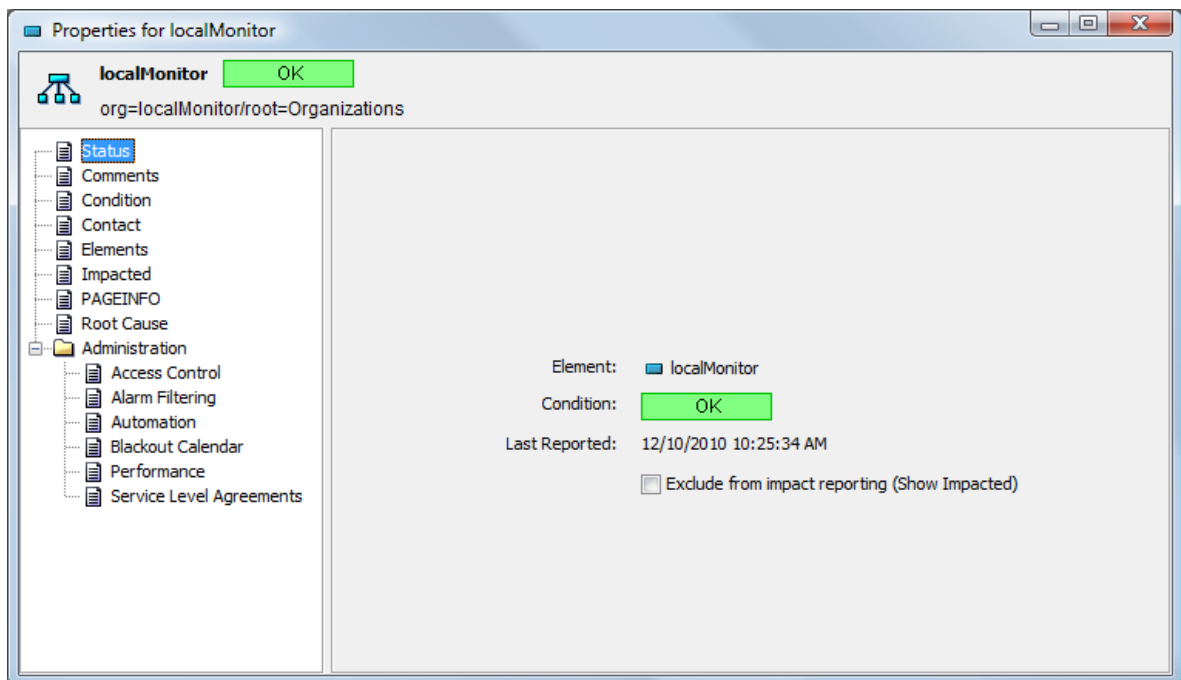 Properties for localMonitor
localMonitor OK
org=localMonitor/root=Organizations
Status
Comments
Condition
Contact
Elements
Impacted
PAGEINFO
Root Cause
Administration
Access Control
Alarm Filtering
Automation
Blackout Calendar
Performance
Service Level Agreements
Element: localMonitor
Condition: OK
Last Reported: 12/10/2010 10:25:34 AM
Exclude from impact reporting (Show Impacted)